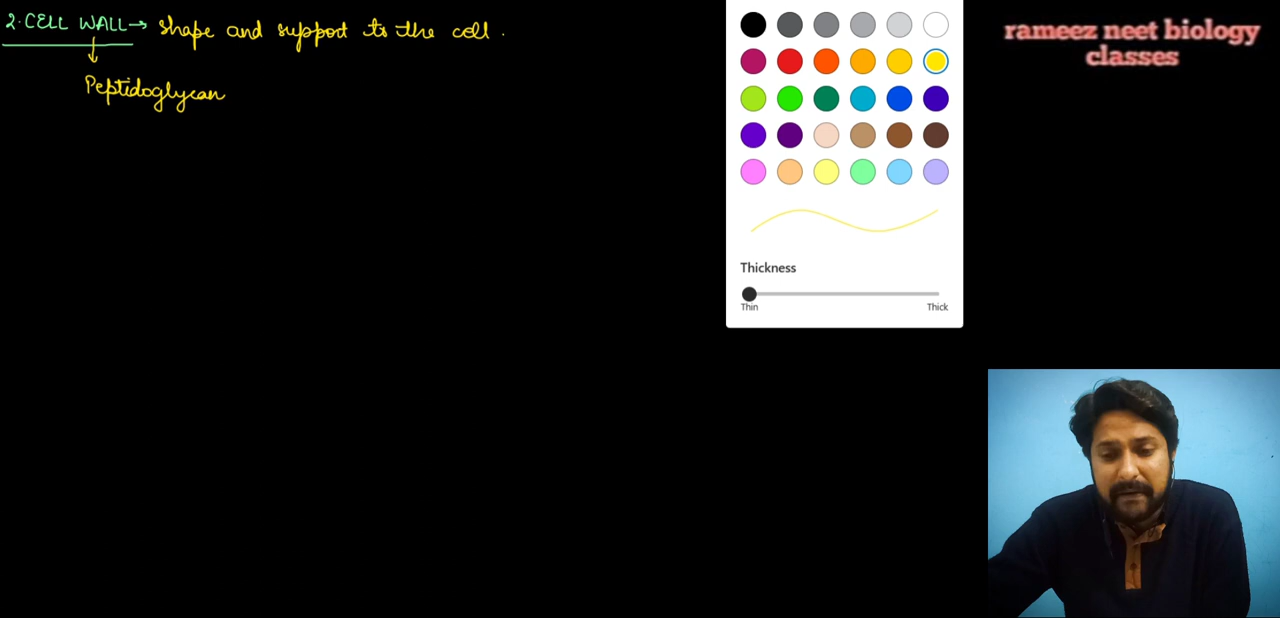 2. CELL WALL → shape and support to the cell.
↓
Peptidoglycan
Thickness
Thin Thick
rameez neet biology
classes